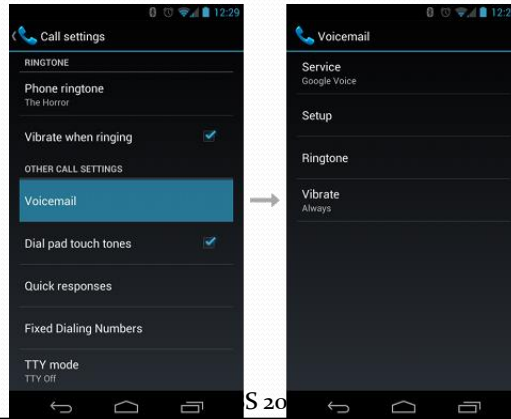 12:29
Call settings
RINGTONE
Phone ringtone
The Horror
Vibrate when ringing
OTHER CALL SETTINGS
Voicemail
Dial pad touch tones
Quick responses
Fixed Dialing Numbers
TTY mode
TTY Off
12:2
Voicemail
Service
Google Voice
Setup
Ringtone
Vibrate
Always
S 20